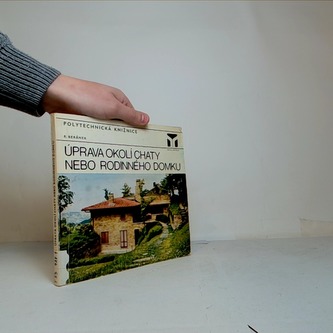 POLYTECHNICKÁ KNIŽNICE
ÚPRAVA OKOLÍ CHATY
NEBO RODINNÉHO DOMKU